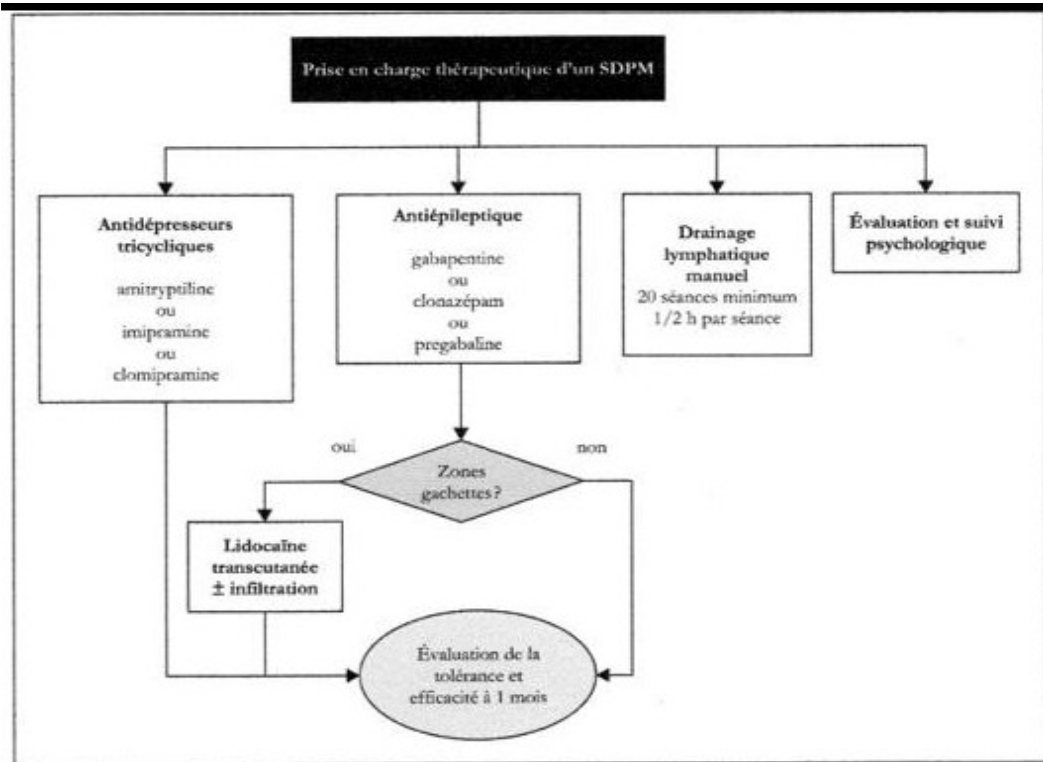 Prise en charge thérapeutique d'un SDPM
Antidépresseurs
tricycliques
amitryptiline
ou
imipramine
ou
clomipramine
Antiépileptique
gabapentine
ou
clonazépam
ou
pregabaline
Drainage
lymphatique
manuel
20 séances minimum
1/2 h par séance
Évaluation et suivi
psychologique
oui
non
Zones
gachettes ?
Lidocaïne
transcutanée
± infiltration
Évaluation de la
tolérance et
efficacité à 1 mois